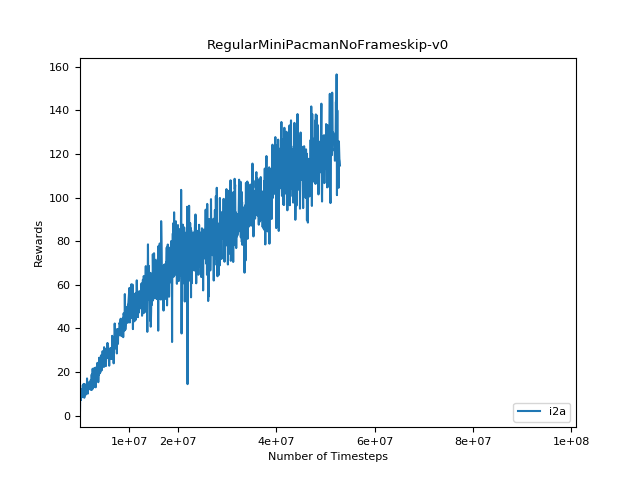 RegularMiniPacmanNoFrameskip-v0
160
140
120
100
80
60
40
20
0
Rewards
i2a
1e+07 2e+07 4e+07 6e+07 8e+07 1e+08
Number of Timesteps